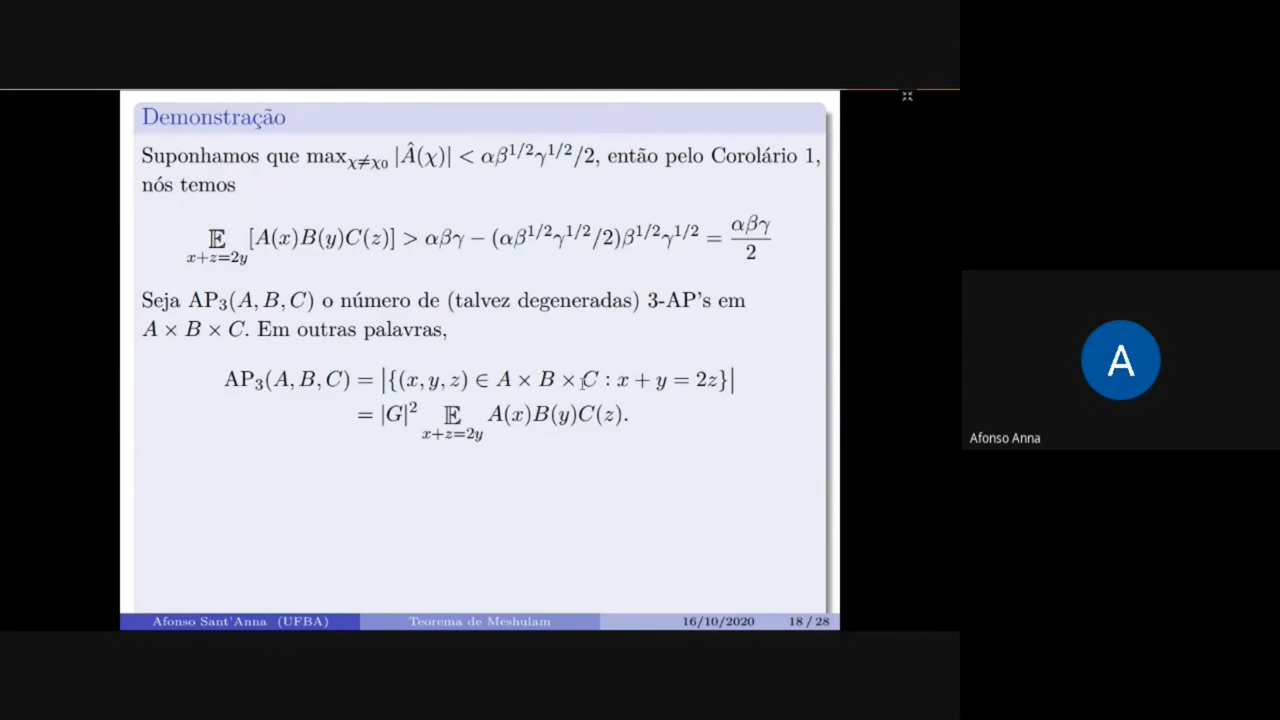 Demonstração
Suponhamos que max_{χ≠χ₀} |Â(χ)| < αβ^{1/2}γ^{1/2}/2, então pelo Corolário 1,
nós temos
𝔼_{x+z=2y} [A(x)B(y)C(z)] > αβγ − (αβ^{1/2}γ^{1/2}/2)β^{1/2}γ^{1/2} = αβγ/2
Seja AP₃(A, B, C) o número de (talvez degeneradas) 3-AP's em
A × B × C. Em outras palavras,
AP₃(A, B, C) = |{(x, y, z) ∈ A × B × C : x + y = 2z}|
= |G|² 𝔼_{x+z=2y} A(x)B(y)C(z).
Afonso Sant'Anna (UFBA) Teorema de Meshulam 16/10/2020 18 / 28
A
Afonso Anna